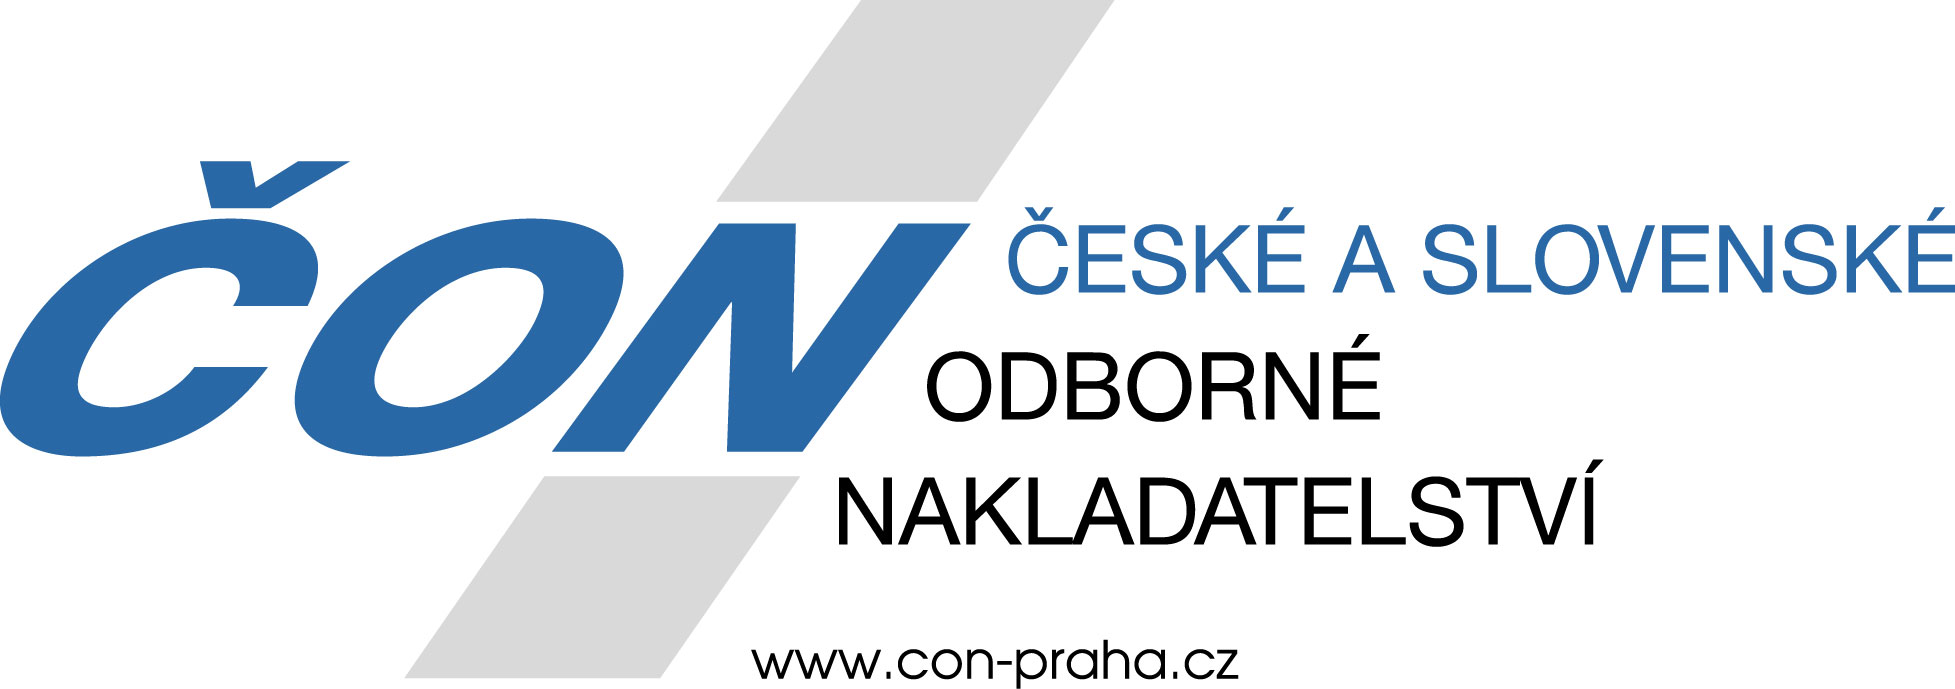 ČON
ČESKÉ A SLOVENSKÉ
ODBORNÉ
NAKLADATELSTVÍ
www.con-praha.cz